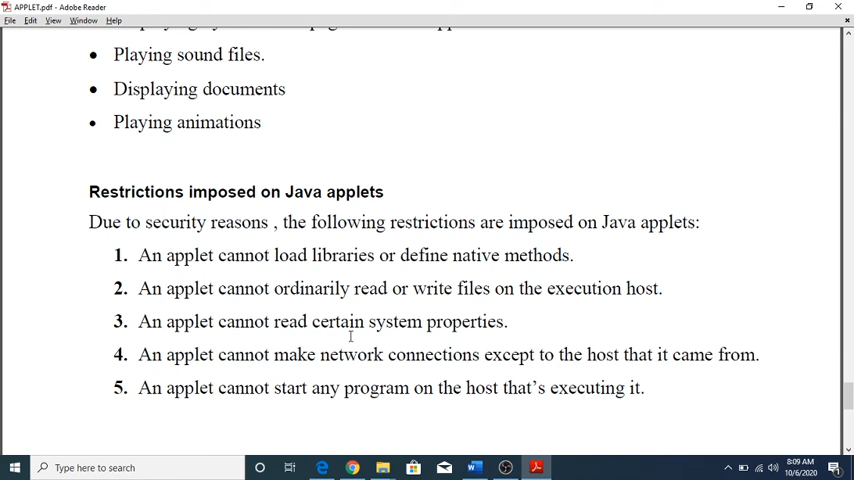 APPLET.pdf - Adobe Reader
File Edit View Window Help
• Playing sound files.
• Displaying documents
• Playing animations
Restrictions imposed on Java applets
Due to security reasons , the following restrictions are imposed on Java applets:
1. An applet cannot load libraries or define native methods.
2. An applet cannot ordinarily read or write files on the execution host.
3. An applet cannot read certain system properties.
4. An applet cannot make network connections except to the host that it came from.
5. An applet cannot start any program on the host that’s executing it.
Type here to search
8:09 AM
10/6/2020